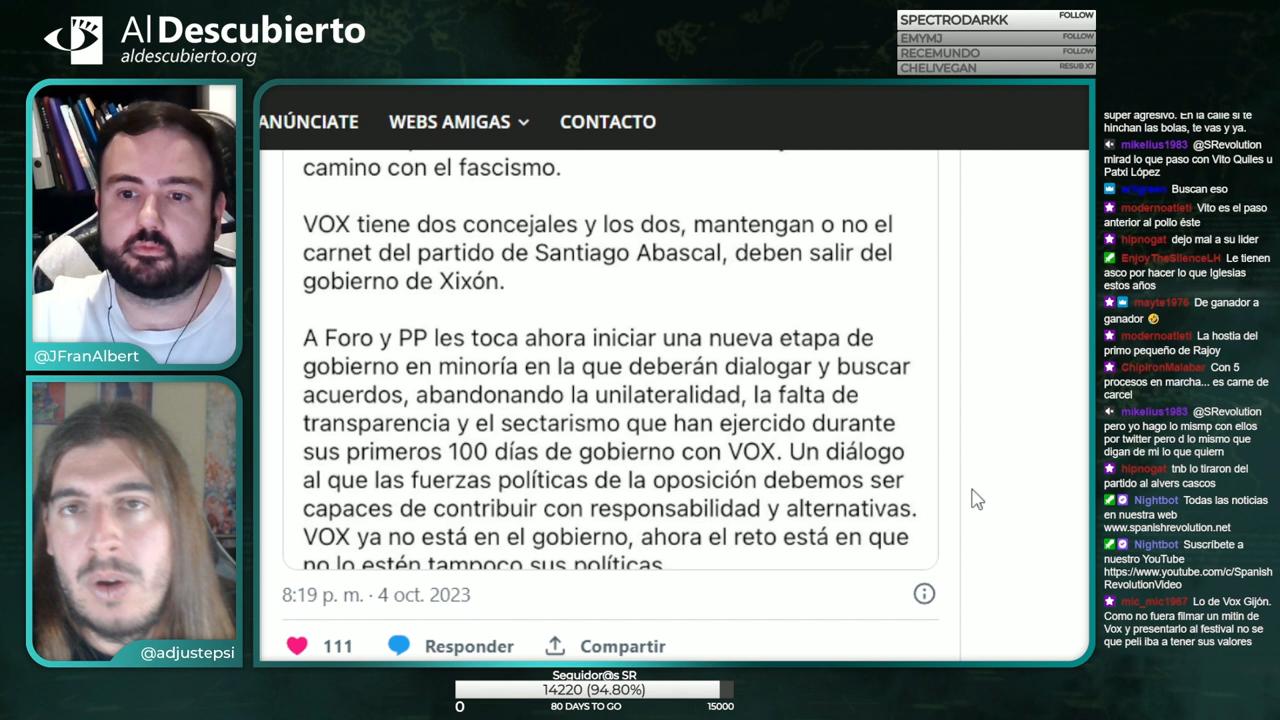 Al Descubierto
aldescubierto.org
SPECTRODARKK FOLLOW
EMYMJ FOLLOW
RECEMUNDO FOLLOW
CHELIVEGAN RESUB X7
@JFranAlbert
@adjustepsi
ANÚNCIATE WEBS AMIGAS CONTACTO
camino con el fascismo.
VOX tiene dos concejales y los dos, mantengan o no el
carnet del partido de Santiago Abascal, deben salir del
gobierno de Xixón.
A Foro y PP les toca ahora iniciar una nueva etapa de
gobierno en minoría en la que deberán dialogar y buscar
acuerdos, abandonando la unilateralidad, la falta de
transparencia y el sectarismo que han ejercido durante
sus primeros 100 días de gobierno con VOX. Un diálogo
al que las fuerzas políticas de la oposición debemos ser
capaces de contribuir con responsabilidad y alternativas.
VOX ya no está en el gobierno, ahora el reto está en que
no lo estén tampoco sus políticas.
8:19 p. m. · 4 oct. 2023
111 Responder Compartir
super agresivo. En la calle si te
hinchan las bolas, te vas y ya.
mikelius1983 @SRevolution
mirad lo que paso con Vito Quiles u
Patxi López
Buscan eso
modernoatleti Vito es el paso
anterior al pollo éste
hipnogat dejo mal a su lider
EnjoyTheSilenceLH Le tienen
asco por hacer lo que Iglesias
estos años
mayte1976 De ganador a
ganador 🤣
modernoatleti La hostia del
primo pequeño de Rajoy
ChipironMalabar Con 5
procesos en marcha... es carne de
carcel
mikelius1983 @SRevolution
pero yo hago lo mismp con ellos
por twitter pero d lo mismo que
digan de mi lo que quiern
hipnogat tnb lo tiraron del
partido al alvers cascos
Nightbot Todas las noticias
en nuestra web
www.spanishrevolution.net
Nightbot Suscríbete a
nuestro YouTube
https://www.youtube.com/c/Spanish
RevolutionVideo
mic_mic1967 Lo de Vox Gijón.
Como no fuera filmar un mitin de
Vox y presentarlo al festival no se
que peli iba a tener sus valores
Seguidor@s SR
14220 (94.80%)
0 80 DAYS TO GO 15000